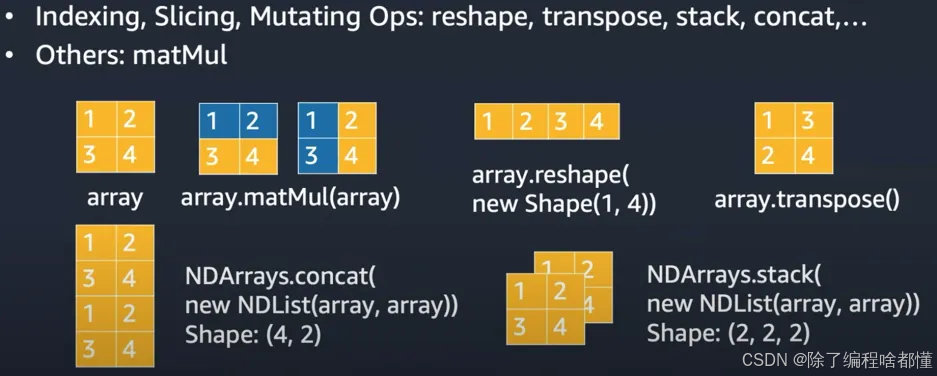 • Indexing, Slicing, Mutating Ops: reshape, transpose, stack, concat,...
• Others: matMul
1 2
3 4
array
1 2
3 4
1 2
3 4
array.matMul(array)
1 2 3 4
array.reshape(
new Shape(1, 4))
1 3
2 4
array.transpose()
1 2
3 4
1 2
3 4
NDArrays.concat(
new NDList(array, array))
Shape: (4, 2)
1 2
4
1 2
3 4
NDArrays.stack(
new NDList(array, array))
Shape: (2, 2, 2)
CSDN @除了编程啥都懂